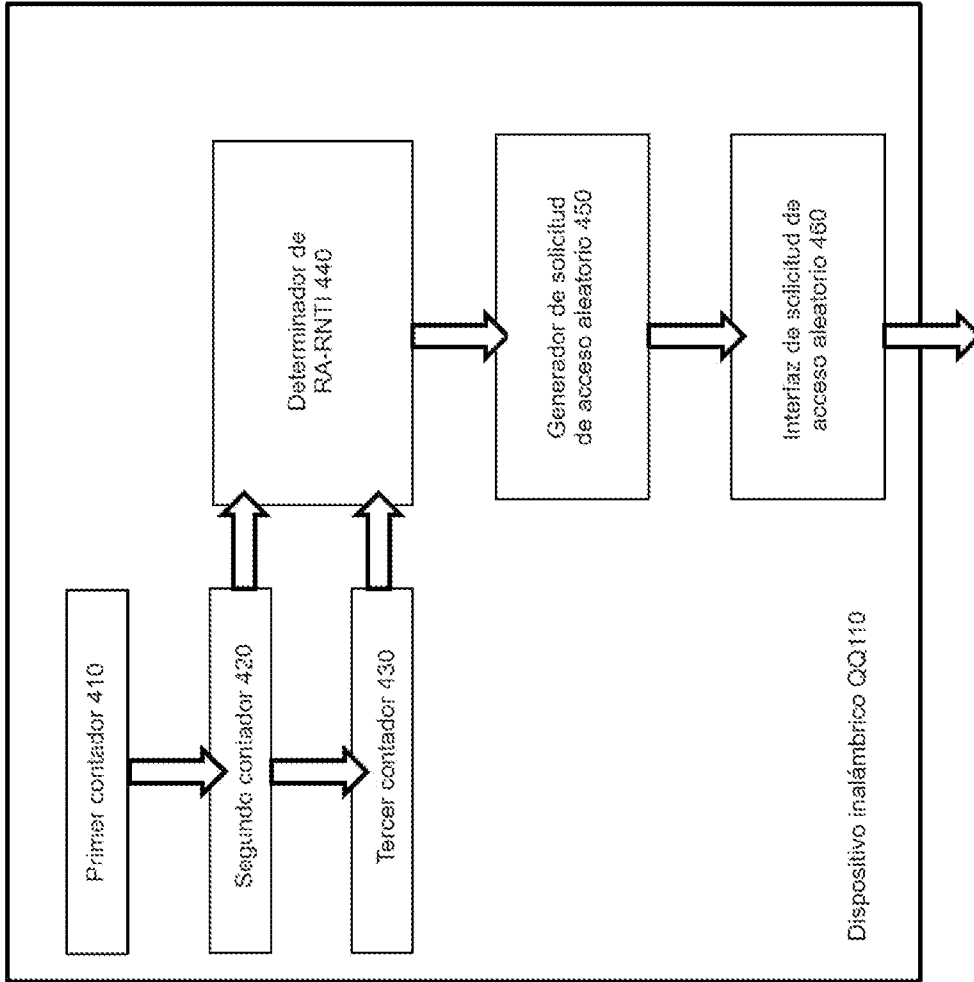 Primer contador 410
Segundo contador 420
Tercer contador 430
Determinador de
RA-RNTI 440
Generador de solicitud
de acceso aleatorio 450
Interfaz de solicitud de
acceso aleatorio 460
Dispositivo inalámbrico QQ110